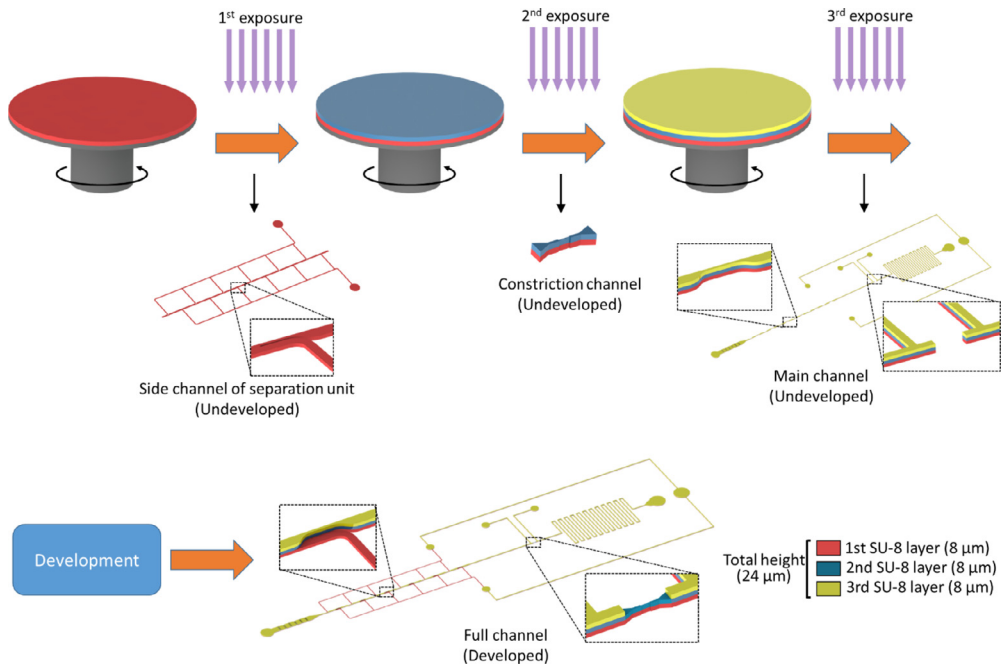 1st exposure
2nd exposure
3rd exposure
Side channel of separation unit
(Undeveloped)
Constriction channel
(Undeveloped)
Main channel
(Undeveloped)
Development
Full channel
(Developed)
Total height
(24 μm)
1st SU-8 layer (8 μm)
2nd SU-8 layer (8 μm)
3rd SU-8 layer (8 μm)